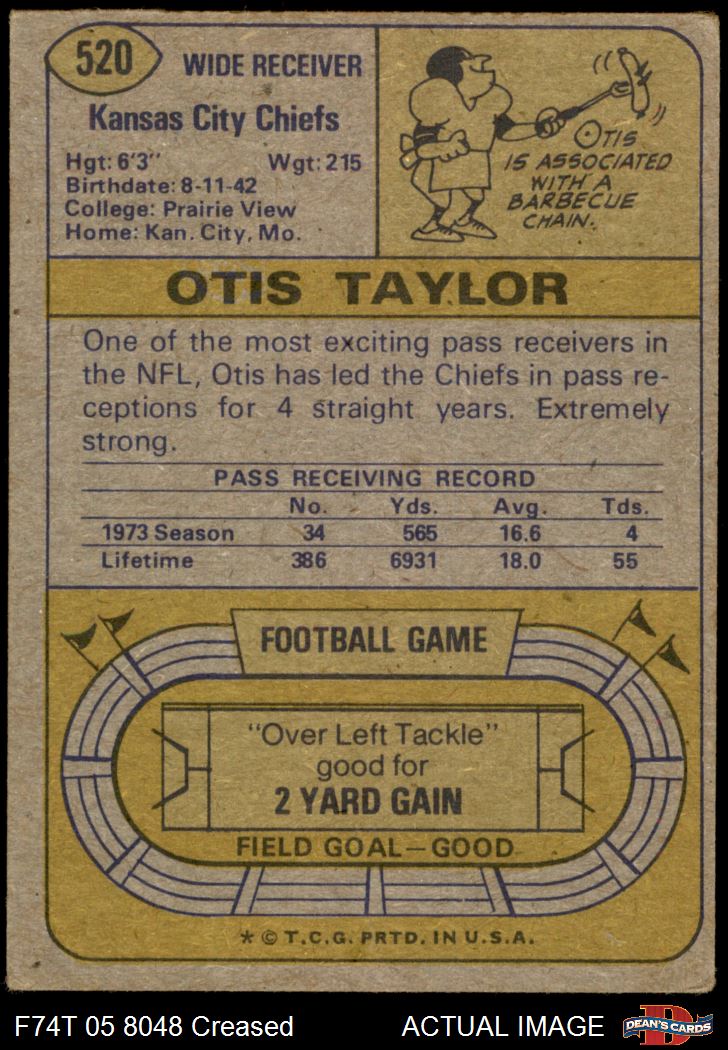 520
WIDE RECEIVER
Kansas City Chiefs
Hgt: 6'3" Wgt: 215
Birthdate: 8-11-42
College: Prairie View
Home: Kan. City, Mo.
OTIS
IS ASSOCIATED
WITH A
BARBECUE
CHAIN.
OTIS TAYLOR
One of the most exciting pass receivers in
the NFL, Otis has led the Chiefs in pass re-
ceptions for 4 straight years. Extremely
strong.
PASS RECEIVING RECORD
No. Yds. Avg. Tds.
1973 Season 34 565 16.6 4
Lifetime 386 6931 18.0 55
FOOTBALL GAME
"Over Left Tackle"
good for
2 YARD GAIN
FIELD GOAL—GOOD
* © T.C.G. PRTD. IN U.S.A.
F74T 05 8048 Creased ACTUAL IMAGE
D
DEAN'S CARDS